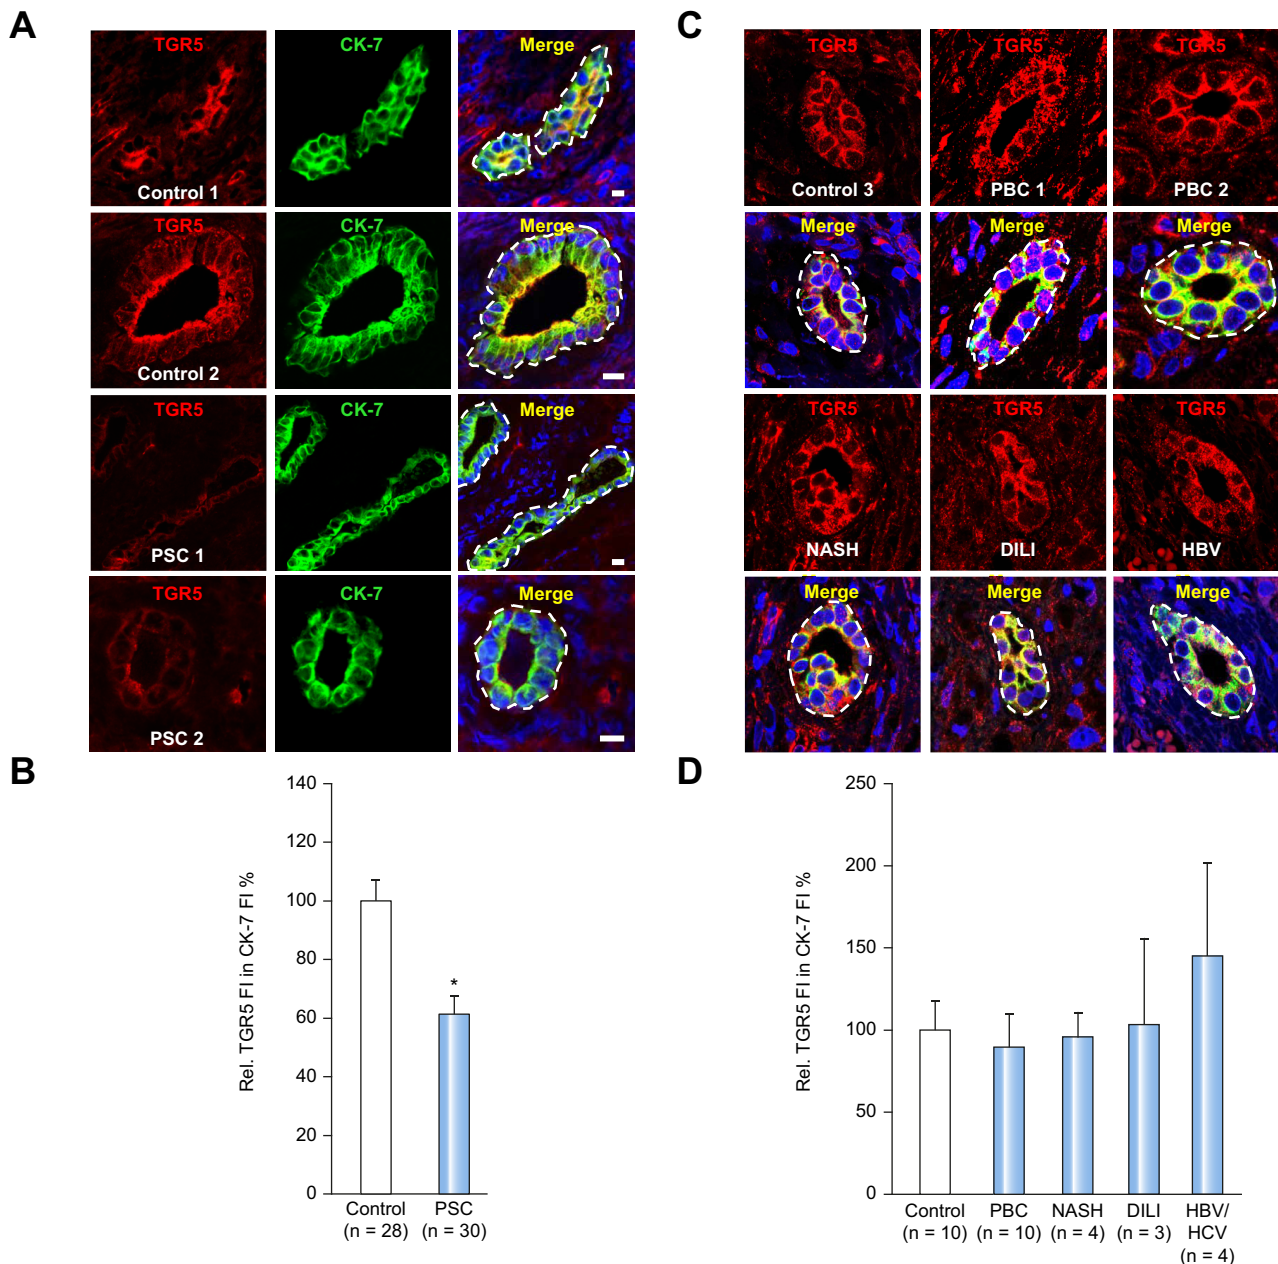 A
TGR5
CK-7
Merge
Control 1
TGR5
CK-7
Merge
Control 2
TGR5
CK-7
Merge
PSC 1
TGR5
CK-7
Merge
PSC 2
B
140
120
100
80
60
40
20
0
Rel. TGR5 FI in CK-7 FI %
*
Control
(n = 28)
PSC
(n = 30)
C
TGR5
TGR5
TGR5
Control 3
PBC 1
PBC 2
Merge
Merge
Merge
TGR5
TGR5
TGR5
NASH
DILI
HBV
Merge
Merge
Merge
D
250
200
150
100
50
0
Rel. TGR5 FI in CK-7 FI %
Control
(n = 10)
PBC
(n = 10)
NASH
(n = 4)
DILI
(n = 3)
HBV/
HCV
(n = 4)